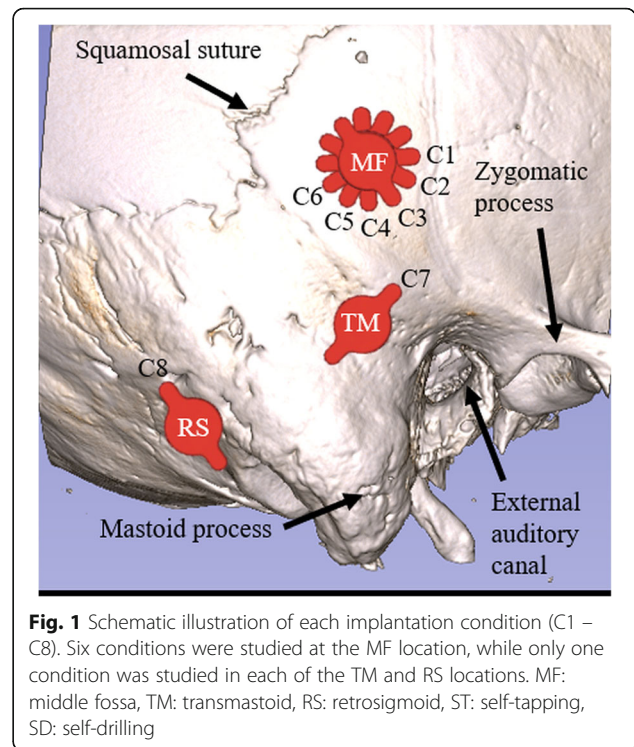 Squamosal suture
MF
C1
C2
C3
C4
C5
C6
Zygomatic
process
C7
TM
C8
RS
Mastoid process
External
auditory
canal
Fig. 1 Schematic illustration of each implantation condition (C1 –
C8). Six conditions were studied at the MF location, while only one
condition was studied in each of the TM and RS locations. MF:
middle fossa, TM: transmastoid, RS: retrosigmoid, ST: self-tapping,
SD: self-drilling